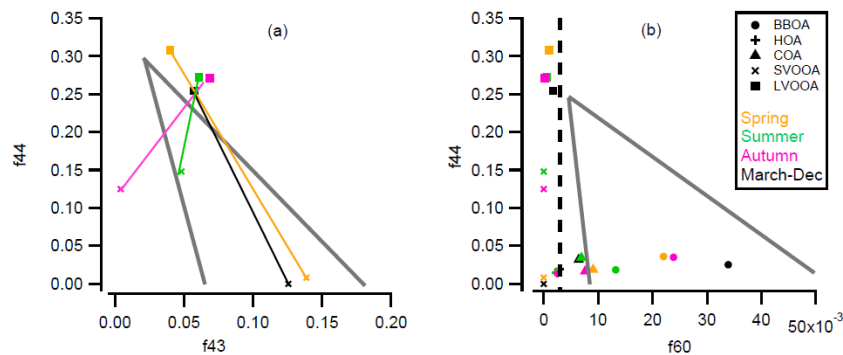 (a)
0.35
0.30
0.25
0.20
0.15
0.10
0.05
0.00
f44
0.00 0.05 0.10 0.15 0.20
f43
(b)
0.35
0.30
0.25
0.20
0.15
0.10
0.05
0.00
f44
0 10 20 30 40 50x10⁻³
f60
BBOA
HOA
COA
SVOOA
LVOOA
Spring
Summer
Autumn
March-Dec